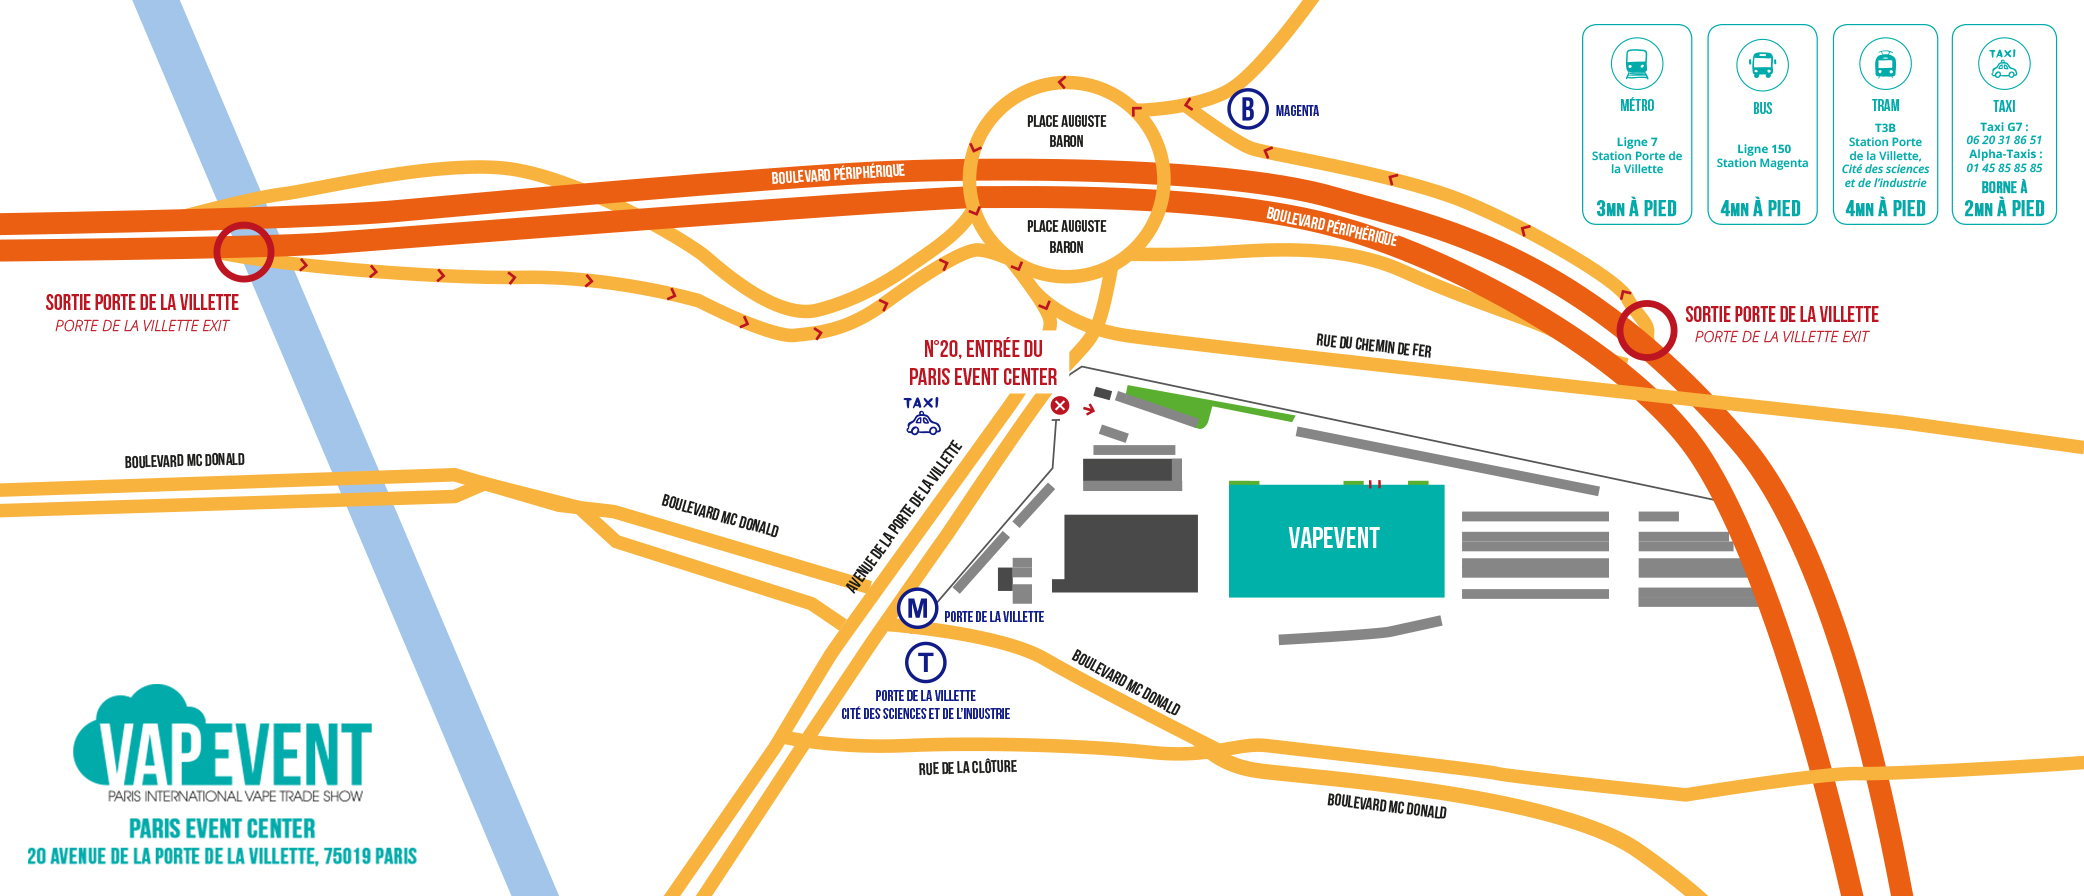 MÉTRO
Ligne 7
Station Porte de
la Villette
3MN À PIED
BUS
Ligne 150
Station Magenta
4MN À PIED
TRAM
T3B
Station Porte
de la Villette,
Cité des sciences
et de l'industrie
4MN À PIED
TAXI
TAXI
Taxi G7 :
06 20 31 86 51
Alpha-Taxis :
01 45 85 85 85
BORNE À
2MN À PIED
B
MAGENTA
PLACE AUGUSTE
BARON
BOULEVARD PÉRIPHÉRIQUE
PLACE AUGUSTE
BARON
BOULEVARD PÉRIPHÉRIQUE
SORTIE PORTE DE LA VILLETTE
PORTE DE LA VILLETTE EXIT
SORTIE PORTE DE LA VILLETTE
PORTE DE LA VILLETTE EXIT
RUE DU CHEMIN DE FER
N°20, ENTRÉE DU
PARIS EVENT CENTER
TAXI
BOULEVARD MC DONALD
BOULEVARD MC DONALD
AVENUE DE LA PORTE DE LA VILLETTE
VAPEVENT
M
PORTE DE LA VILLETTE
T
PORTE DE LA VILLETTE
CITÉ DES SCIENCES ET DE L'INDUSTRIE
BOULEVARD MC DONALD
RUE DE LA CLÔTURE
BOULEVARD MC DONALD
VAPEVENT
PARIS INTERNATIONAL VAPE TRADE SHOW
PARIS EVENT CENTER
20 AVENUE DE LA PORTE DE LA VILLETTE, 75019 PARIS